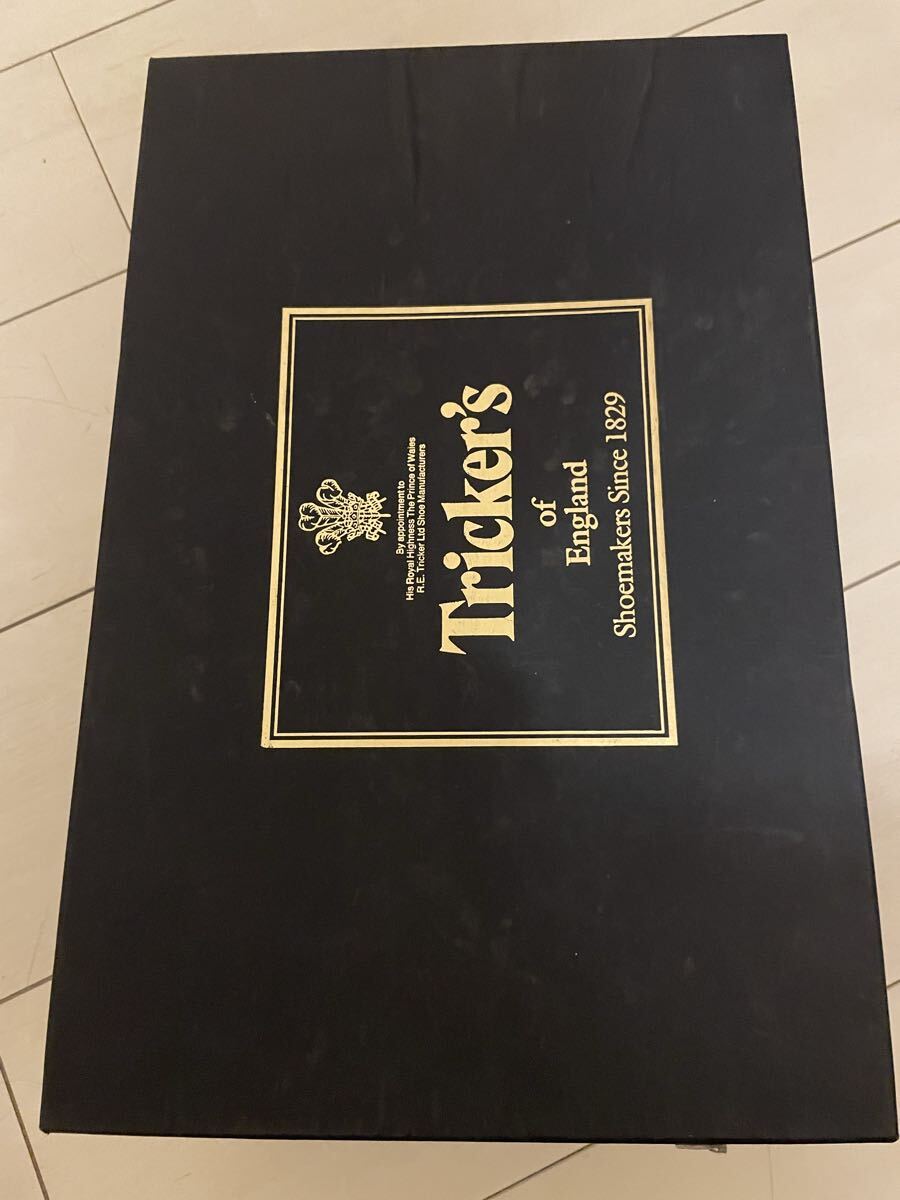 By appointment to
His Royal Highness The Prince of Wales
R.E. Tricker Ltd Shoe Manufacturers
Tricker's
of
England
Shoemakers Since 1829